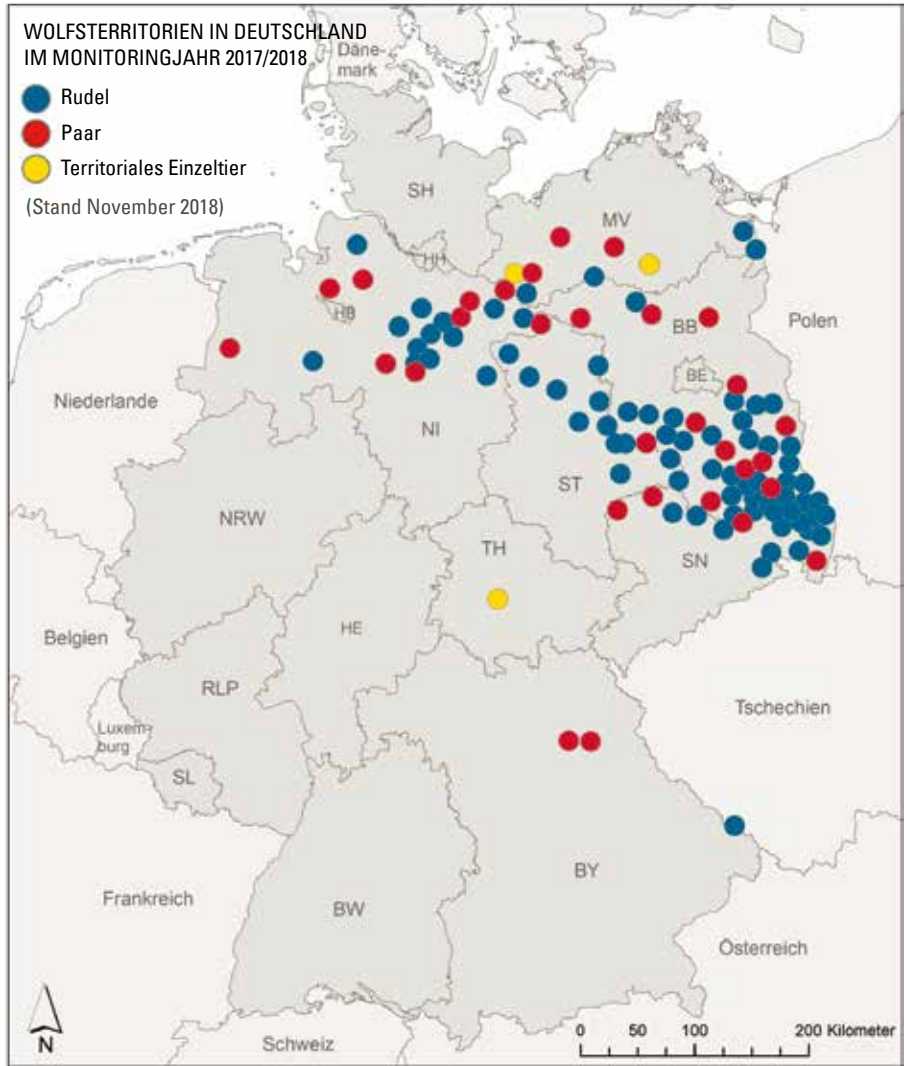 WOLFSTERRITORIEN IN DEUTSCHLAND
IM MONITORINGJAHR 2017/2018
Rudel
Paar
Territoriales Einzeltier
(Stand November 2018)
Däne-
mark
SH
MV
HH
HB
BB
Polen
BE
Niederlande
NI
ST
NRW
TH
SN
Belgien
HE
RLP
Tschechien
Luxem-
burg
SL
BY
Frankreich
BW
Österreich
N
Schweiz
0 50 100 200 Kilometer